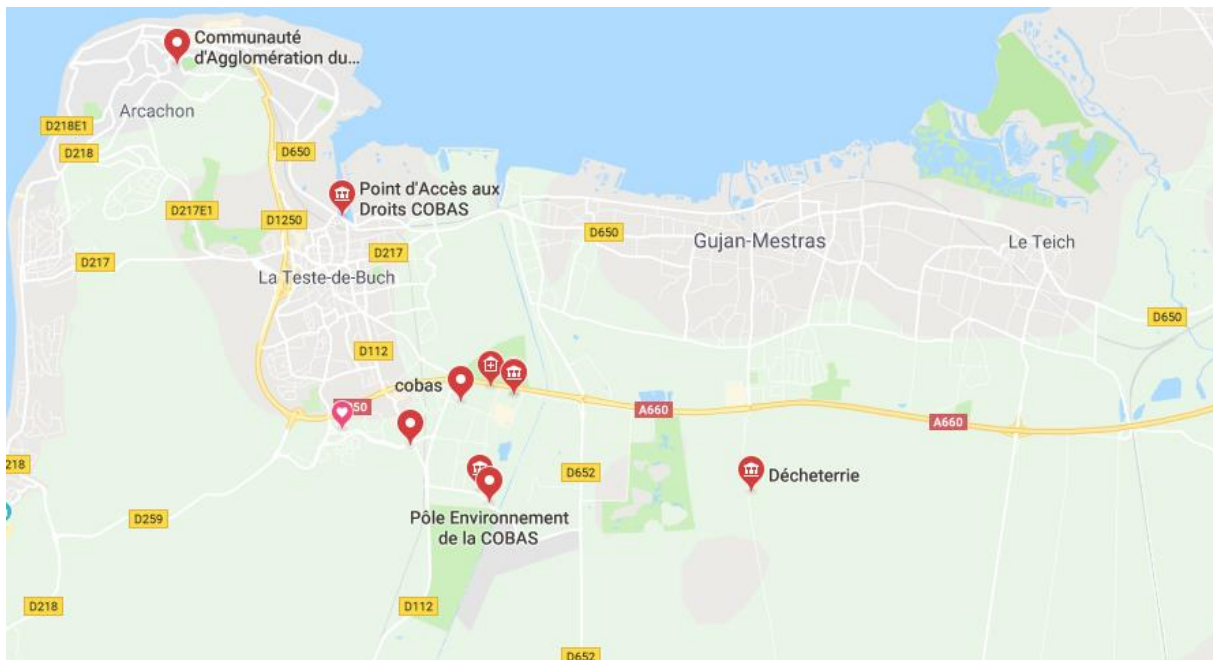 Communauté
d'Agglomération du...
Arcachon
D218E1
D218
D650
Point d'Accès aux
Droits COBAS
D217E1
D1250
D650
Gujan-Mestras
Le Teich
D217
D217
La Teste-de-Buch
D650
D112
cobas
A660
A660
218
D652
Décheterrie
Pôle Environnement
de la COBAS
D259
D218
D112
D652